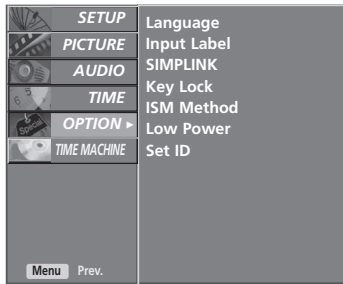 SETUP
PICTURE
AUDIO
TIME
OPTION
TIME MACHINE
Language
Input Label
SIMPLINK
Key Lock
ISM Method
Low Power
Set ID
Menu Prev.